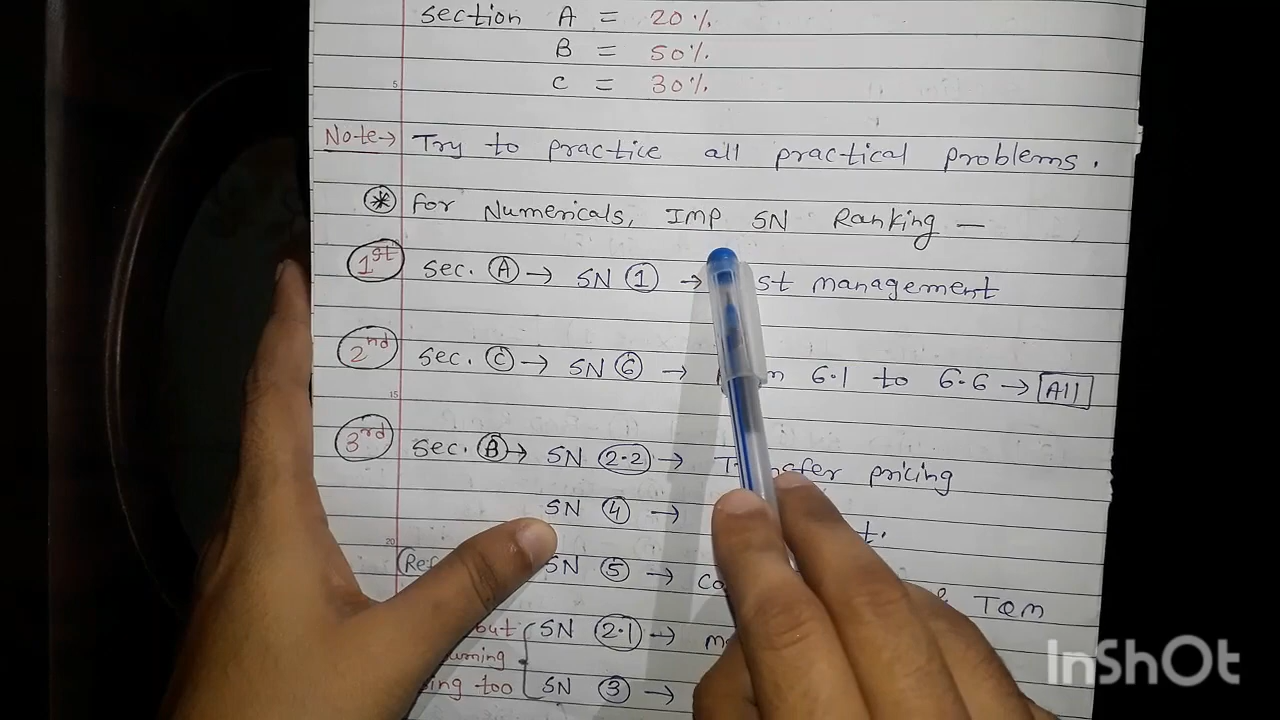 section A = 20%
B = 50%
C = 30%
Note→ Try to practice all practical problems.
* For Numericals, IMP SN Ranking —
1st sec. A → SN 1 → st management
2nd sec. C → SN 6 → 6.1 to 6.6 → All
3rd sec. B → SN 2.2 → Transfer pricing
SN 4 → t.
SN 5 → & TQM
but SN 2.1 →
too SN 3 →
InShOt